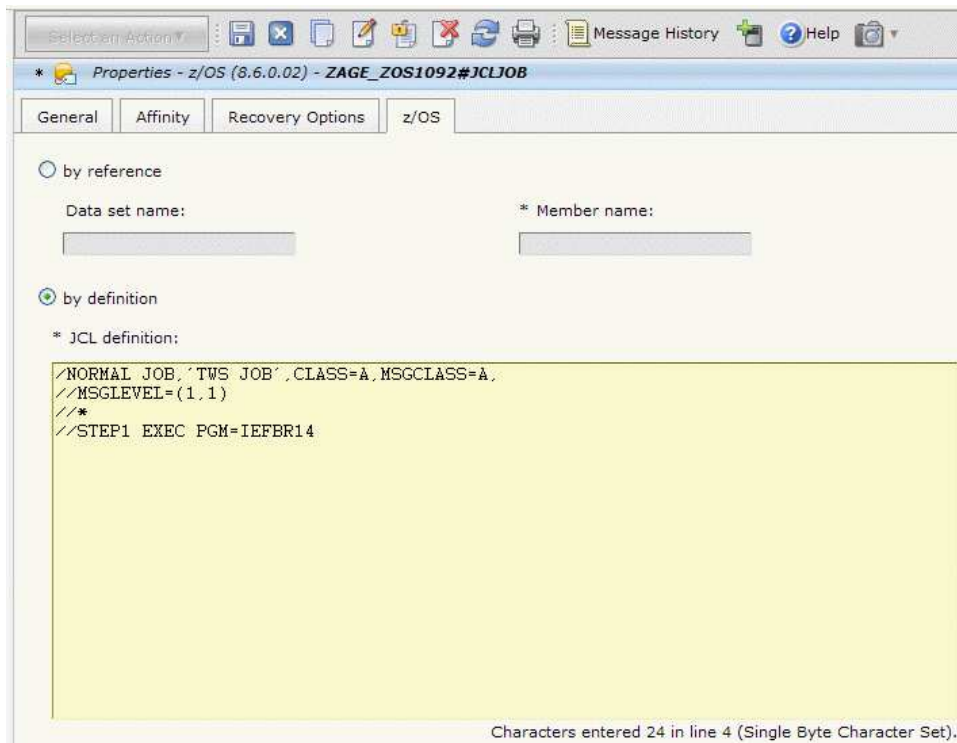 Select an Action ▼ Message History Help
* Properties - z/OS (8.6.0.02) - ZAGE_ZOS1092#JCLJOB
General Affinity Recovery Options z/OS
by reference
Data set name: * Member name:
by definition
* JCL definition:
/NORMAL JOB,'TWS JOB',CLASS=A,MSGCLASS=A,
//MSGLEVEL=(1,1)
//*
//STEP1 EXEC PGM=IEFBR14
Characters entered 24 in line 4 (Single Byte Character Set).